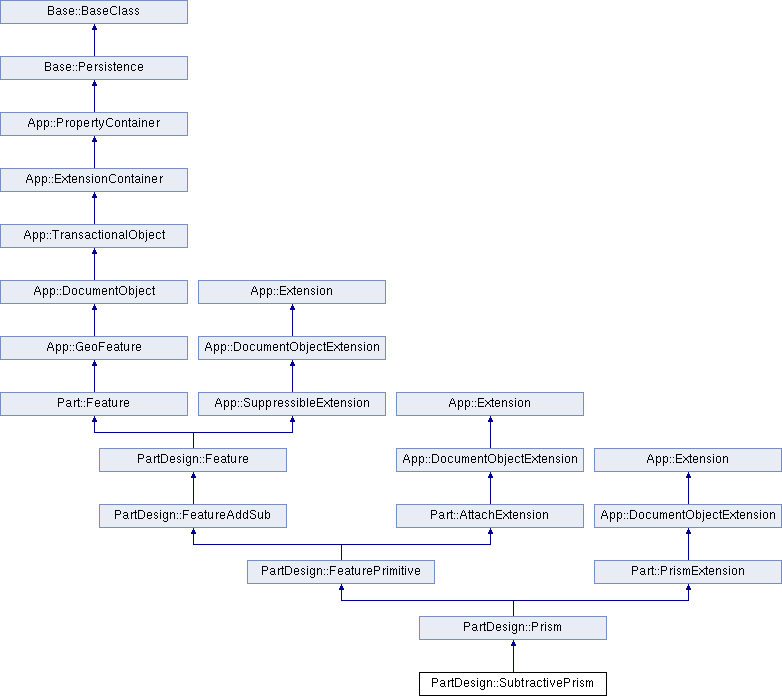 Base::BaseClass
Base::Persistence
App::PropertyContainer
App::ExtensionContainer
App::TransactionalObject
App::DocumentObject
App::Extension
App::GeoFeature
App::DocumentObjectExtension
Part::Feature
App::SuppressibleExtension
App::Extension
PartDesign::Feature
App::DocumentObjectExtension
App::Extension
PartDesign::FeatureAddSub
Part::AttachExtension
App::DocumentObjectExtension
PartDesign::FeaturePrimitive
Part::PrismExtension
PartDesign::Prism
PartDesign::SubtractivePrism